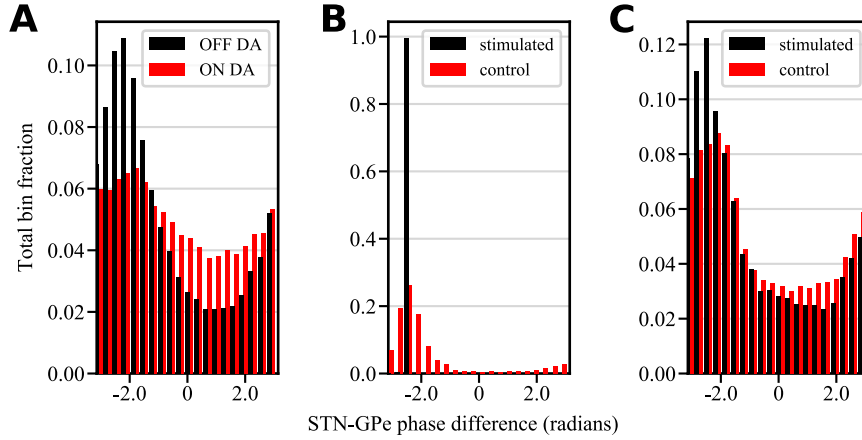 A
B
C
OFF DA
ON DA
stimulated
control
stimulated
control
Total bin fraction
0.10
0.08
0.06
0.04
0.02
0.00
1.0
0.8
0.6
0.4
0.2
0.0
0.12
0.10
0.08
0.06
0.04
0.02
0.00
-2.0 0 2.0
-2.0 0 2.0
-2.0 0 2.0
STN-GPe phase difference (radians)